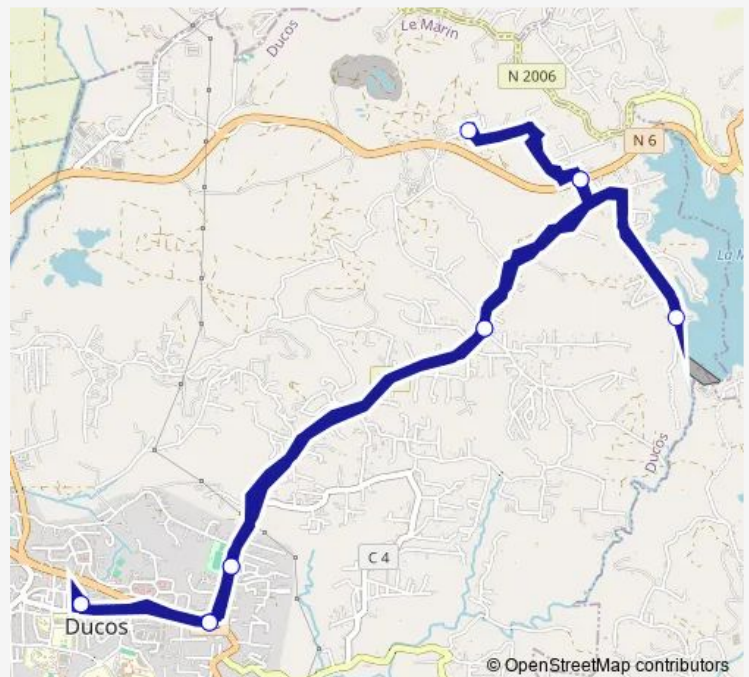 Le Marin
Ducos
N 2006
N 6
La M
Ducos
C 4
Ducos
© OpenStreetMap contributors